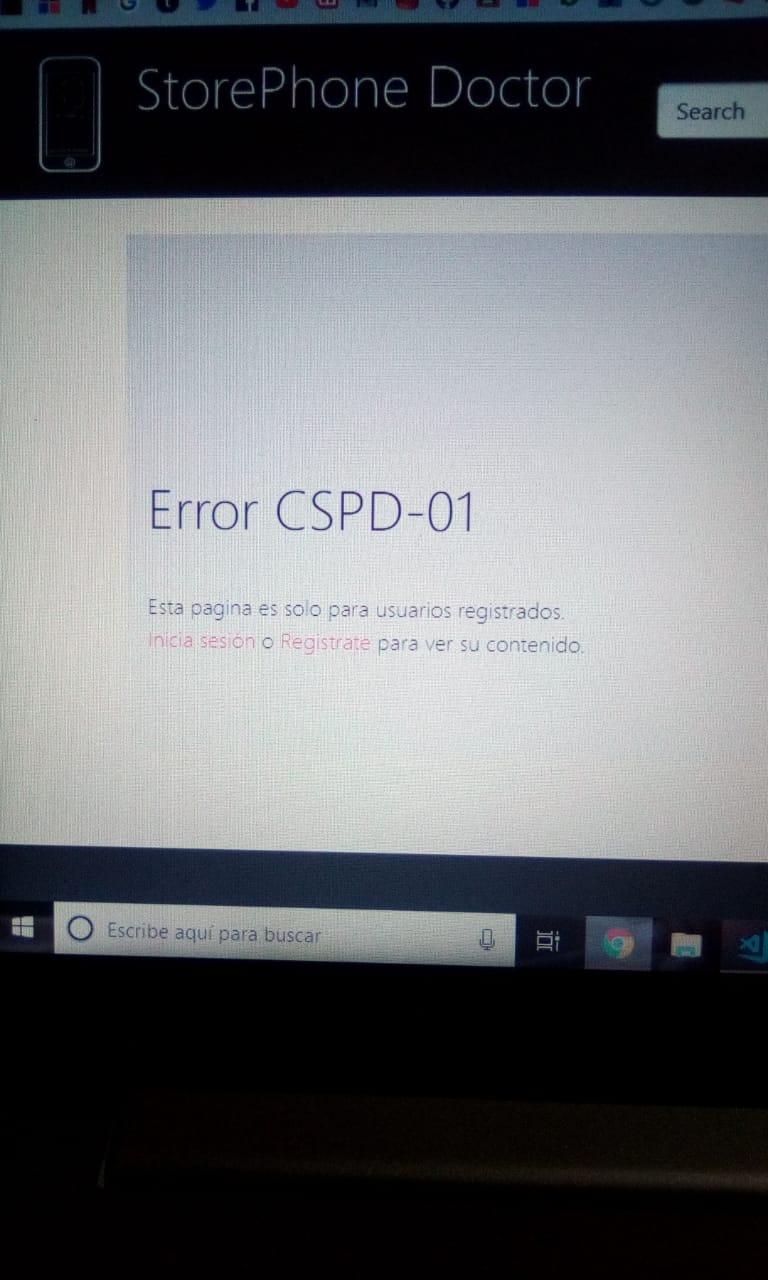 StorePhone Doctor
Search
Error CSPD-01
Esta pagina es solo para usuarios registrados.
Inicia sesión o Registrate para ver su contenido.
Escribe aquí para buscar